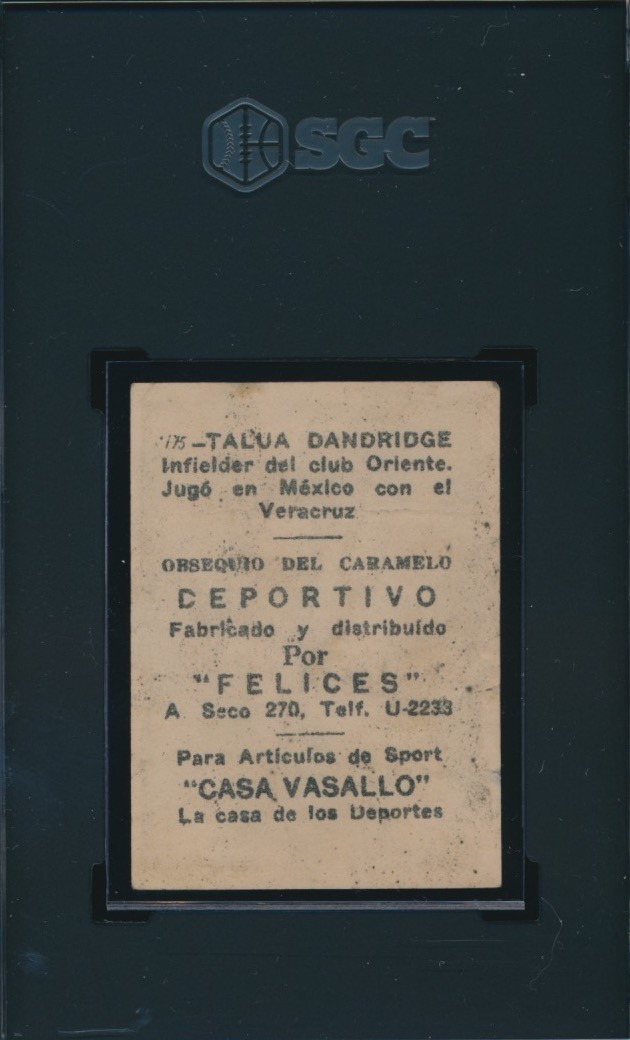 SGC
175-TALUA DANDRIDGE
Infielder del club Oriente.
Jugó en México con el
Veracruz
OBSEQUIO DEL CARAMELO
DEPORTIVO
Fabricado y distribuído
Por
"FELICES"
A Seco 270, Telf. U-2233
Para Artículos de Sport
"CASA VASALLO"
La casa de los Deportes